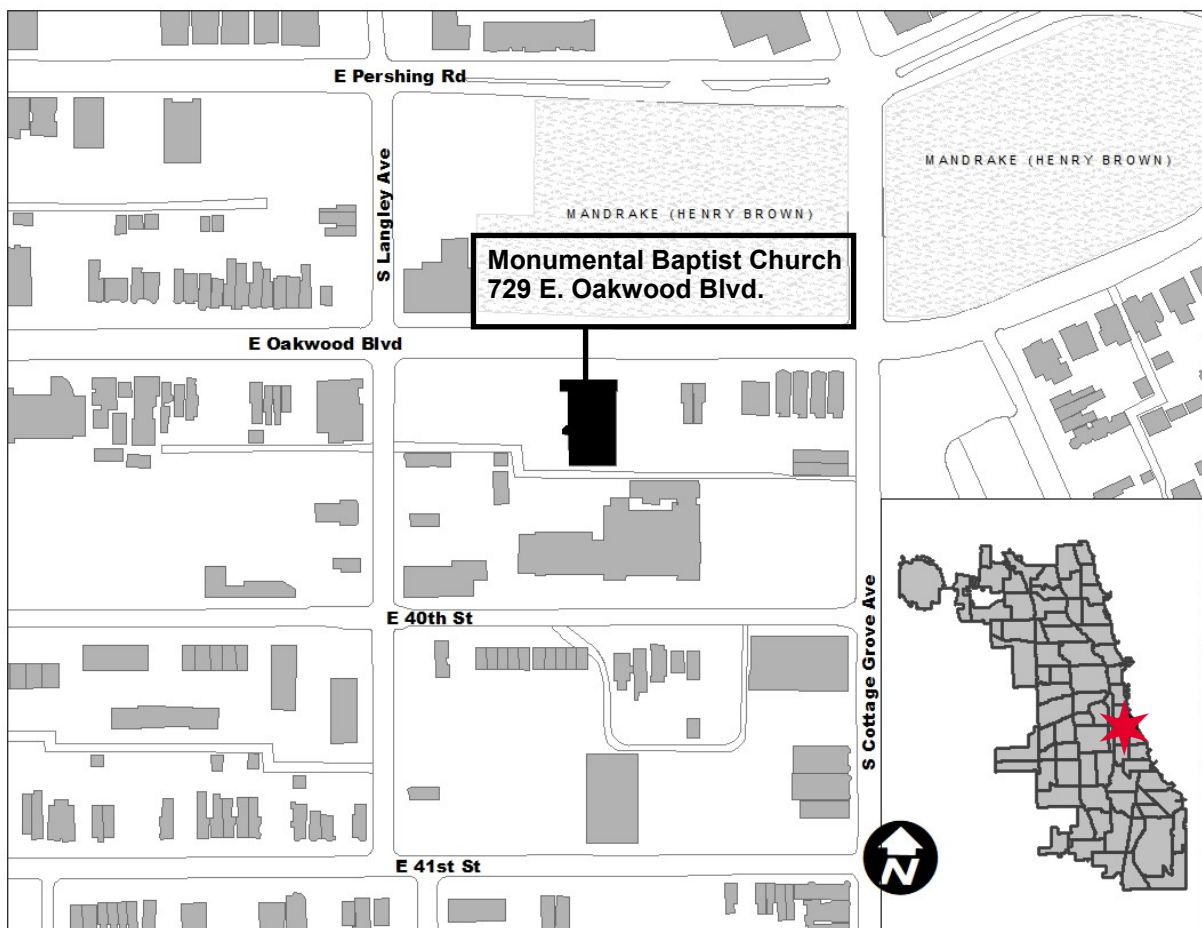 E Pershing Rd
MANDRAKE (HENRY BROWN)
S Langley Ave
MANDRAKE (HENRY BROWN)
Monumental Baptist Church
729 E. Oakwood Blvd.
E Oakwood Blvd
E 40th St
S Cottage Grove Ave
E 41st St
N